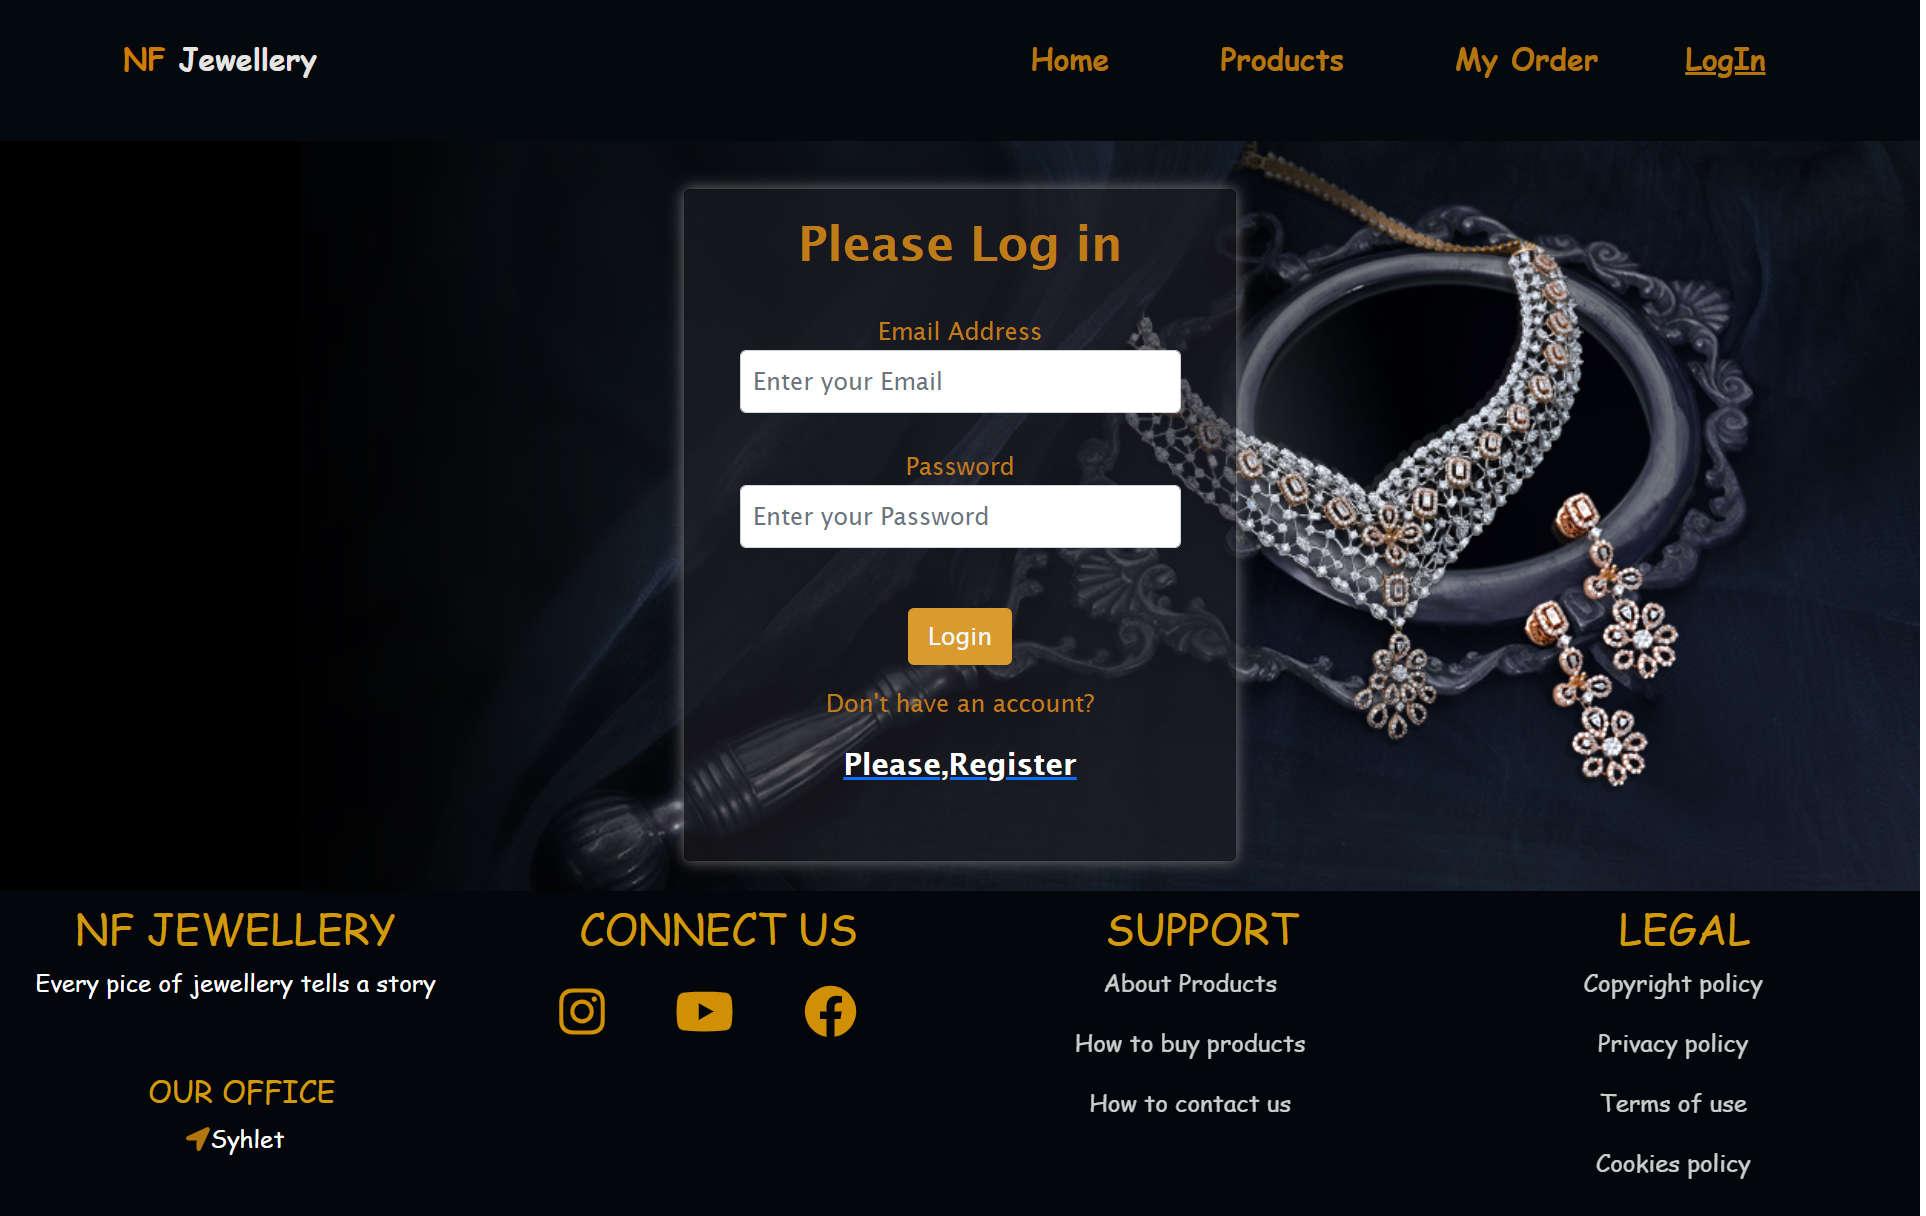 NF Jewellery
Home
Products
My Order
LogIn
Please Log in
Email Address
Enter your Email
Password
Enter your Password
Login
Don't have an account?
Please,Register
NF JEWELLERY
Every pice of jewellery tells a story
OUR OFFICE
Syhlet
CONNECT US
SUPPORT
About Products
How to buy products
How to contact us
LEGAL
Copyright policy
Privacy policy
Terms of use
Cookies policy